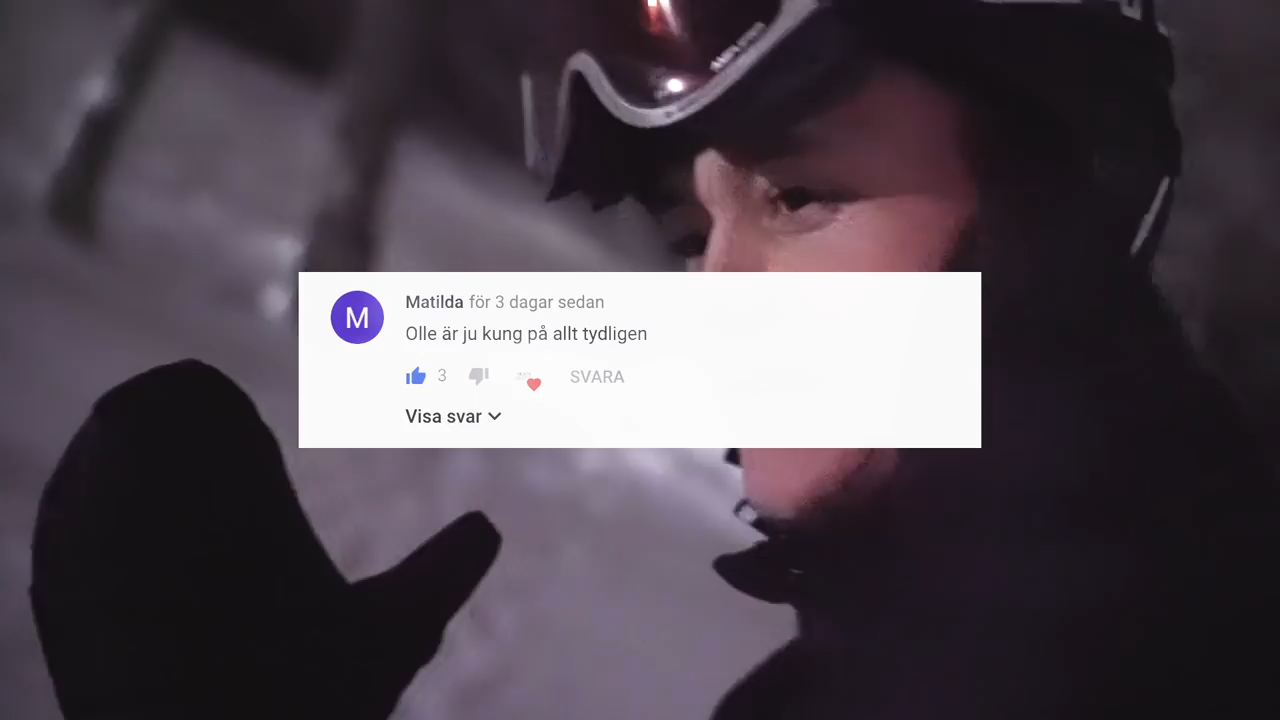 Matilda för 3 dagar sedan
Olle är ju kung på allt tydligen
3 SVARA
Visa svar